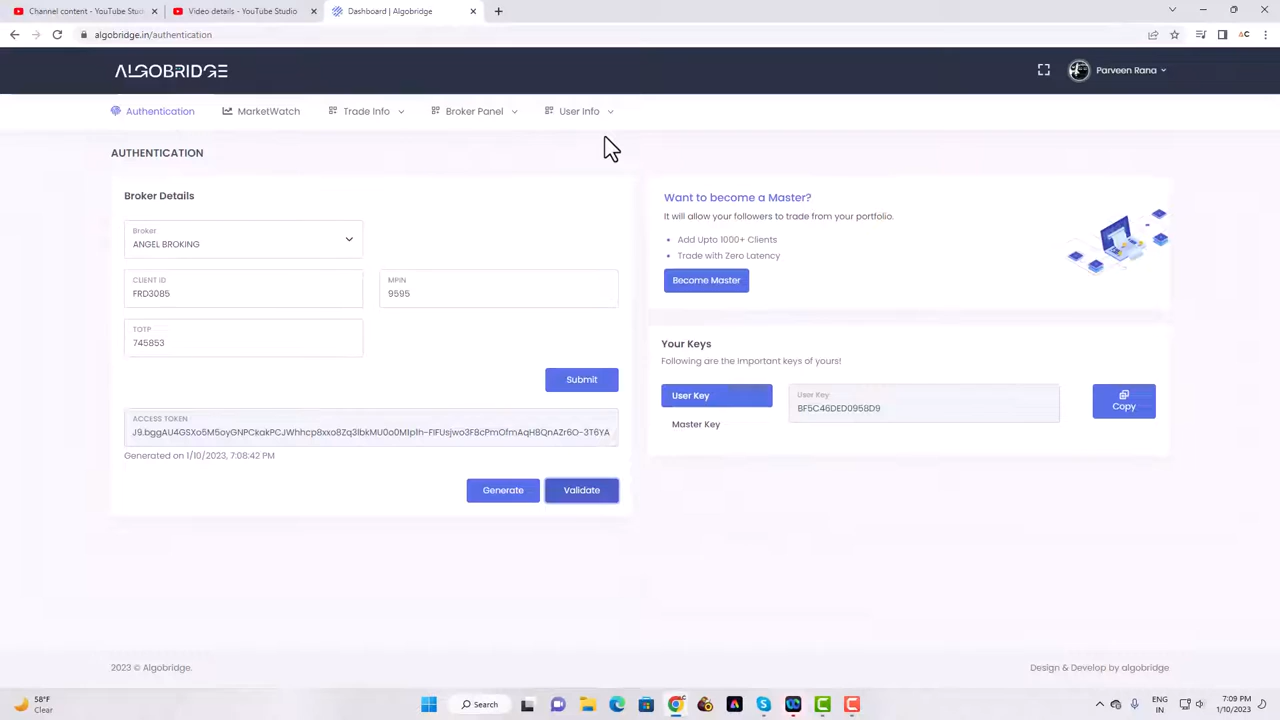 Channel content - YouTube Studi
Video details - YouTube Studio
Dashboard | Algobridge
algobridge.in/authentication
ALGOBRIDGE
Parveen Rana
Authentication
MarketWatch
Trade Info
Broker Panel
User Info
AUTHENTICATION
Broker Details
Broker
ANGEL BROKING
CLIENT ID
FRD3085
MPIN
9595
TOTP
745853
Submit
ACCESS TOKEN
Generated on 1/10/2023, 7:08:42 PM
Generate
Validate
Want to become a Master?
It will allow your followers to trade from your portfolio.
Add Upto 1000+ Clients
Trade with Zero Latency
Become Master
Your Keys
Following are the Important keys of yours!
User Key
Master Key
User Key
BF5C46DED095BD9
Copy
2023 © Algobridge.
Design & Develop by algobridge
58°F
Clear
Search
ENG
IN
7:09 PM
1/10/2023